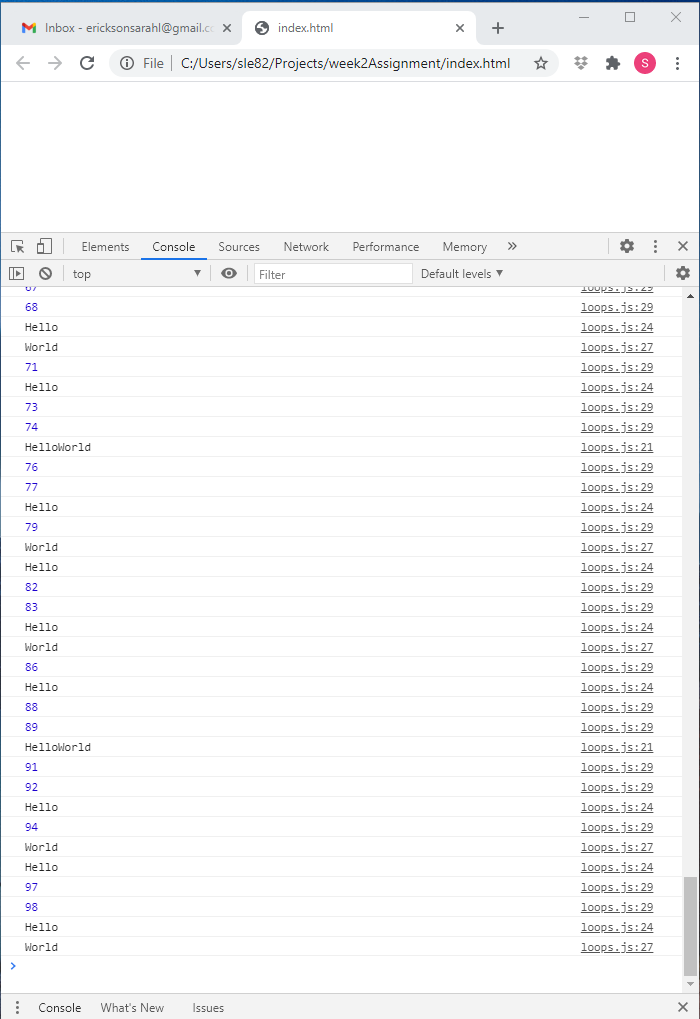 Inbox - ericksonsarahl@gmail.c
index.html
File C:/Users/sle82/Projects/week2Assignment/index.html S
Elements Console Sources Network Performance Memory
top Filter Default levels
67 loops.js:29
68 loops.js:29
Hello loops.js:24
World loops.js:27
71 loops.js:29
Hello loops.js:24
73 loops.js:29
74 loops.js:29
HelloWorld loops.js:21
76 loops.js:29
77 loops.js:29
Hello loops.js:24
79 loops.js:29
World loops.js:27
Hello loops.js:24
82 loops.js:29
83 loops.js:29
Hello loops.js:24
World loops.js:27
86 loops.js:29
Hello loops.js:24
88 loops.js:29
89 loops.js:29
HelloWorld loops.js:21
91 loops.js:29
92 loops.js:29
Hello loops.js:24
94 loops.js:29
World loops.js:27
Hello loops.js:24
97 loops.js:29
98 loops.js:29
Hello loops.js:24
World loops.js:27
Console What's New Issues